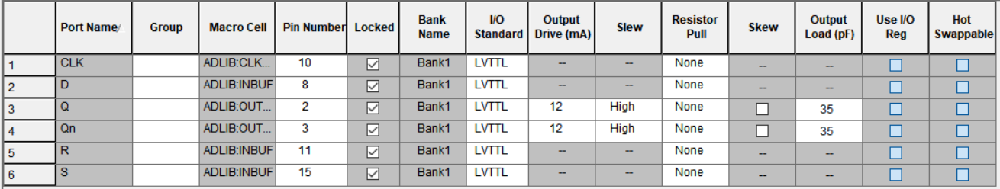 Port Name Group Macro Cell Pin Number Locked Bank Name I/O Standard Output Drive (mA) Slew Resistor Pull Skew Output Load (pF) Use I/O Reg Hot Swappable
1 CLK ADLIB:CLK... 10 Bank1 LVTTL -- -- None -- --
2 D ADLIB:INBUF 8 Bank1 LVTTL -- -- None -- --
3 Q ADLIB:OUT... 2 Bank1 LVTTL 12 High None 35
4 Qn ADLIB:OUT... 3 Bank1 LVTTL 12 High None 35
5 R ADLIB:INBUF 11 Bank1 LVTTL -- -- None -- --
6 S ADLIB:INBUF 15 Bank1 LVTTL -- -- None -- --